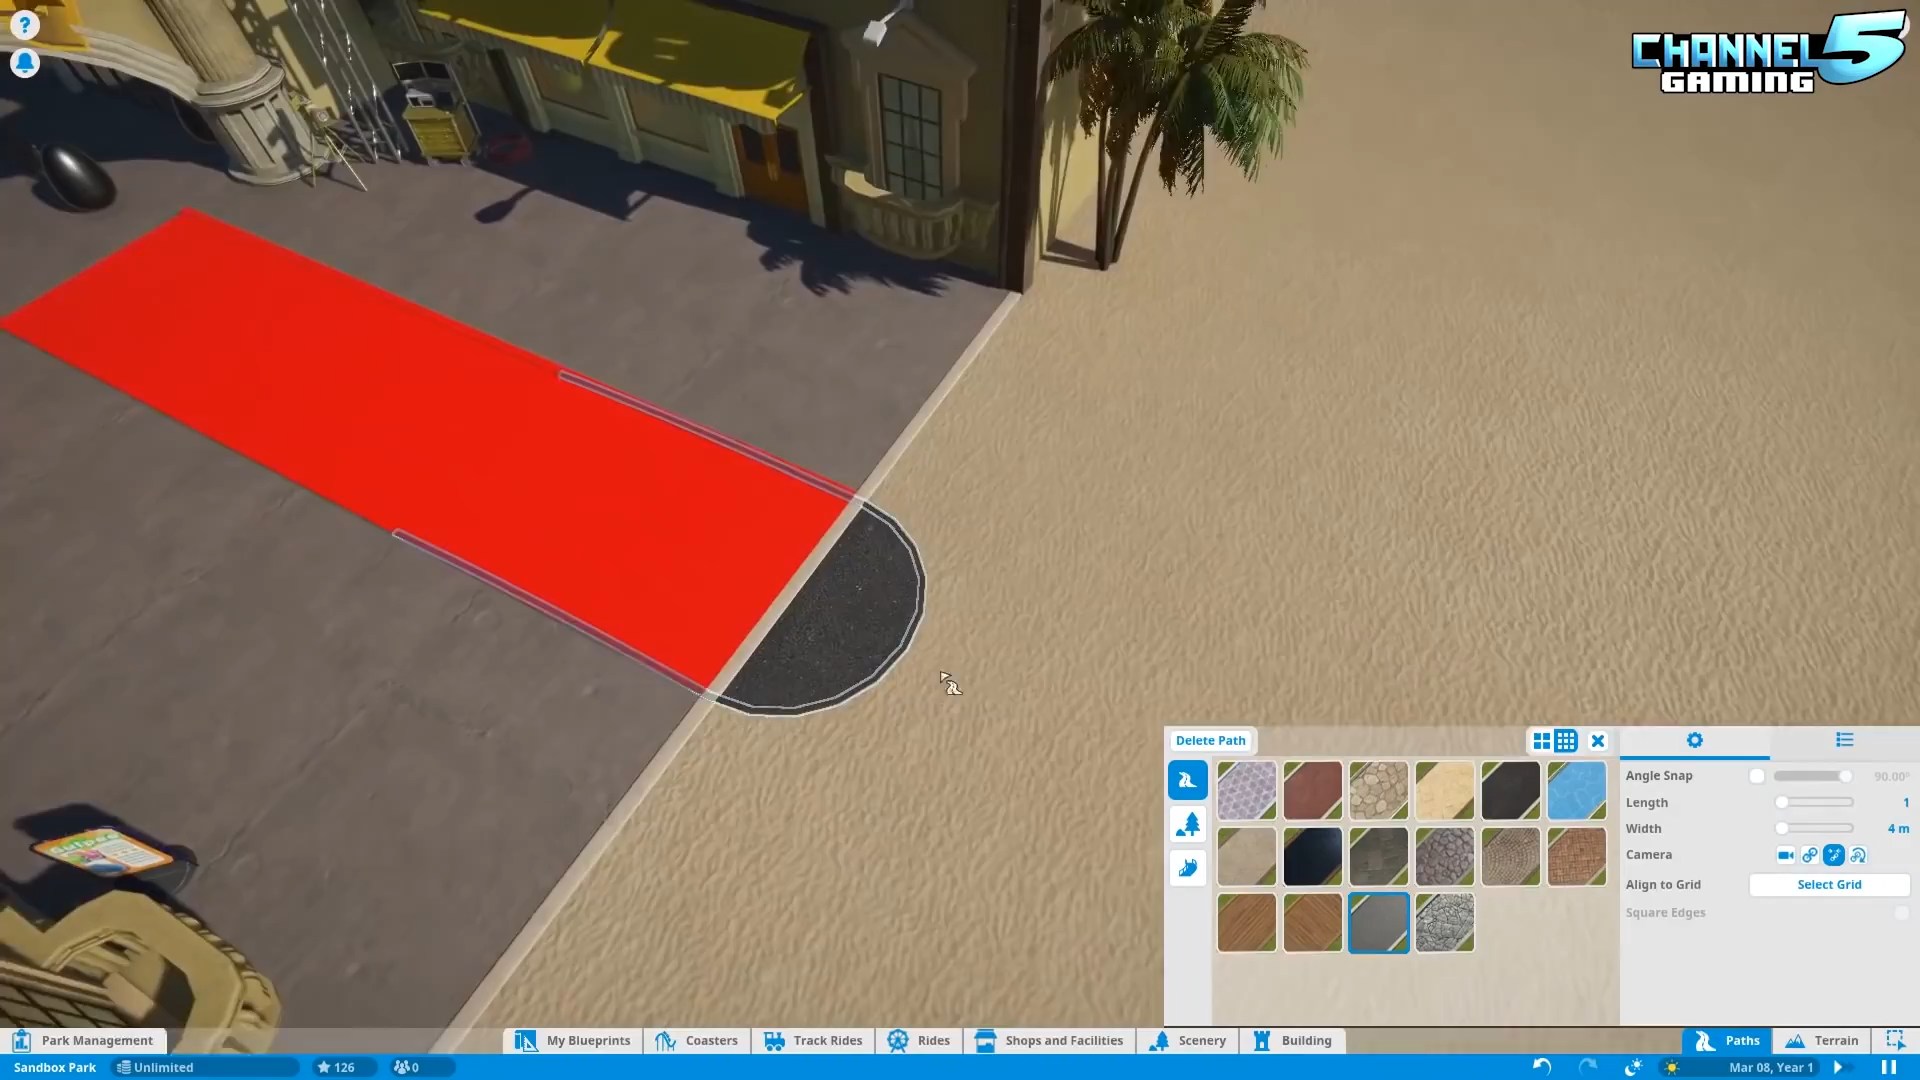 ?
CHANNEL 5
GAMING
Gulpee
Delete Path
Angle Snap 90.00°
Length 1
Width 4 m
Camera
Align to Grid Select Grid
Square Edges
Park Management
My Blueprints
Coasters
Track Rides
Rides
Shops and Facilities
Scenery
Building
Paths
Terrain
Sandbox Park
Unlimited
126
0
Mar 08, Year 1